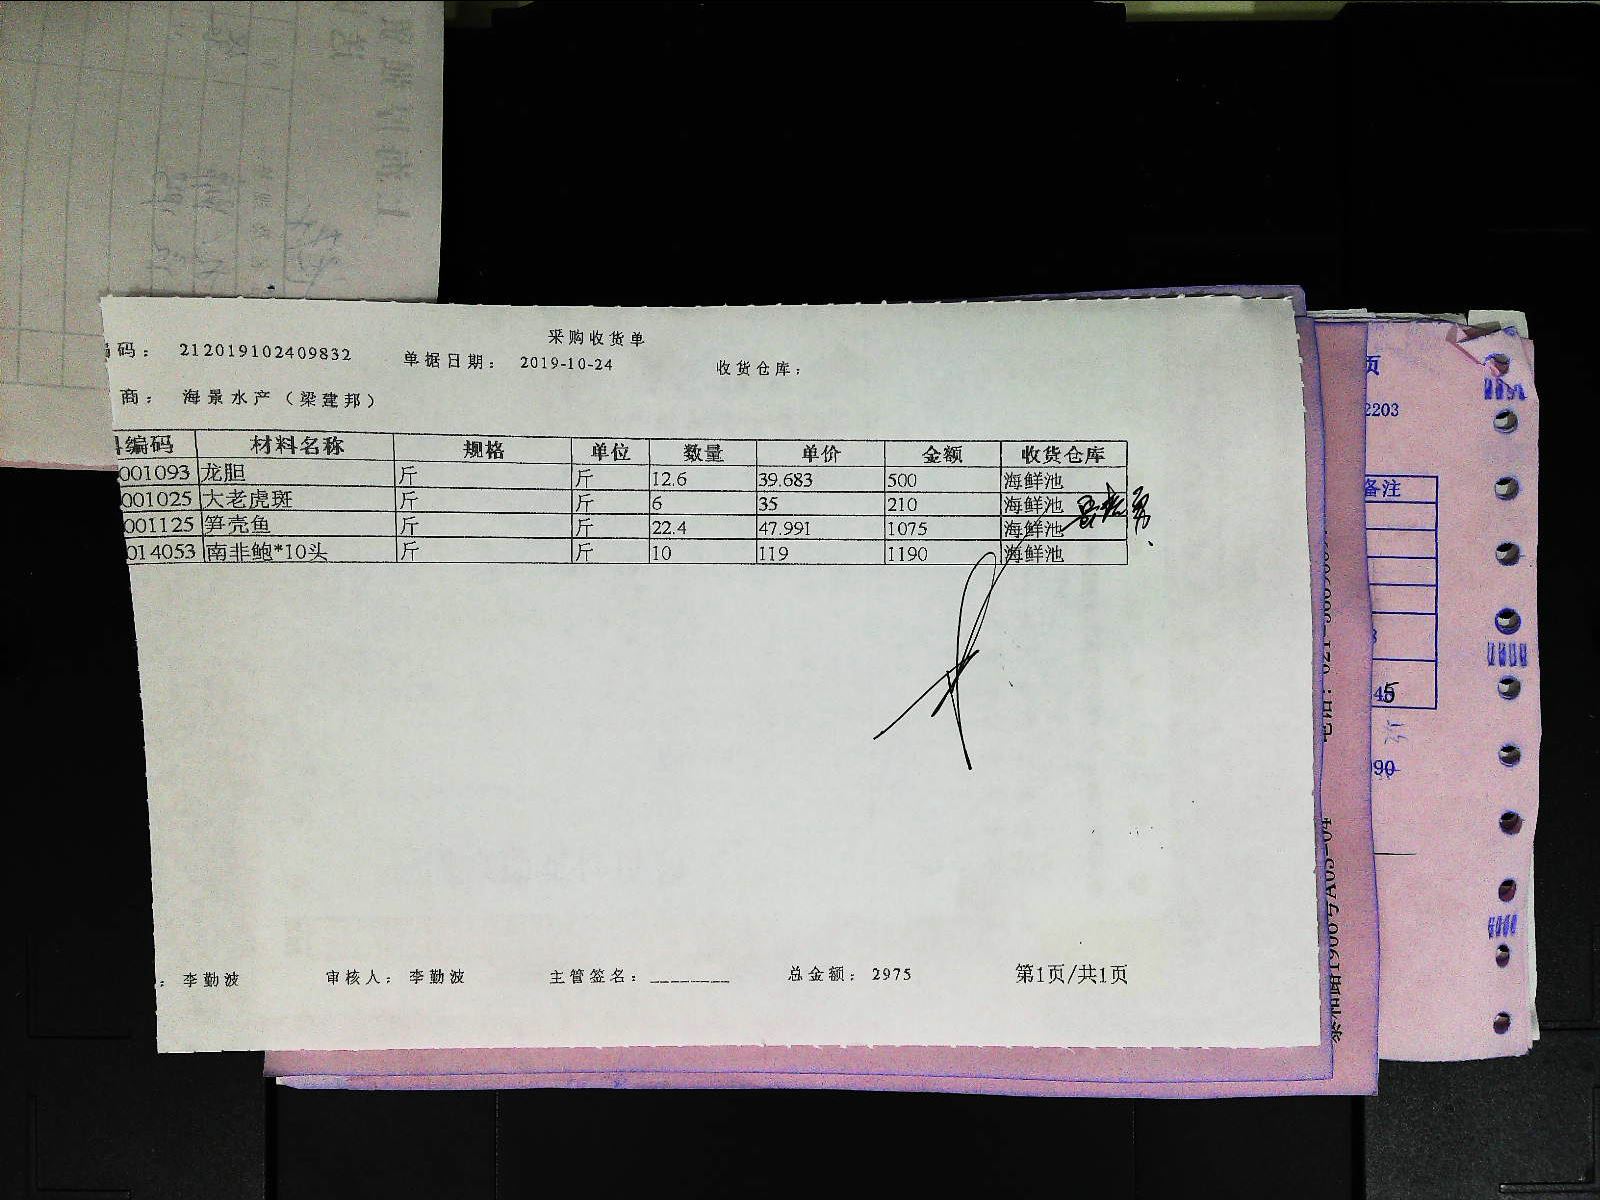 采购收货单
码： 212019102409832 单据日期： 2019-10-24 收货仓库：
商： 海景水产（梁建邦）
编码 材料名称 规格 单位 数量 单价 金额 收货仓库
001093 龙胆 斤 斤 12.6 39.683 500 海鲜池
001025 大老虎斑 斤 斤 6 35 210 海鲜池
001125 笋壳鱼 斤 斤 22.4 47.991 1075 海鲜池
014053 南非鲍*10头 斤 斤 10 119 1190 海鲜池
： 李勤波 审核人： 李勤波 主管签名：________ 总金额： 2975 第1页/共1页
页
2203
备注
90